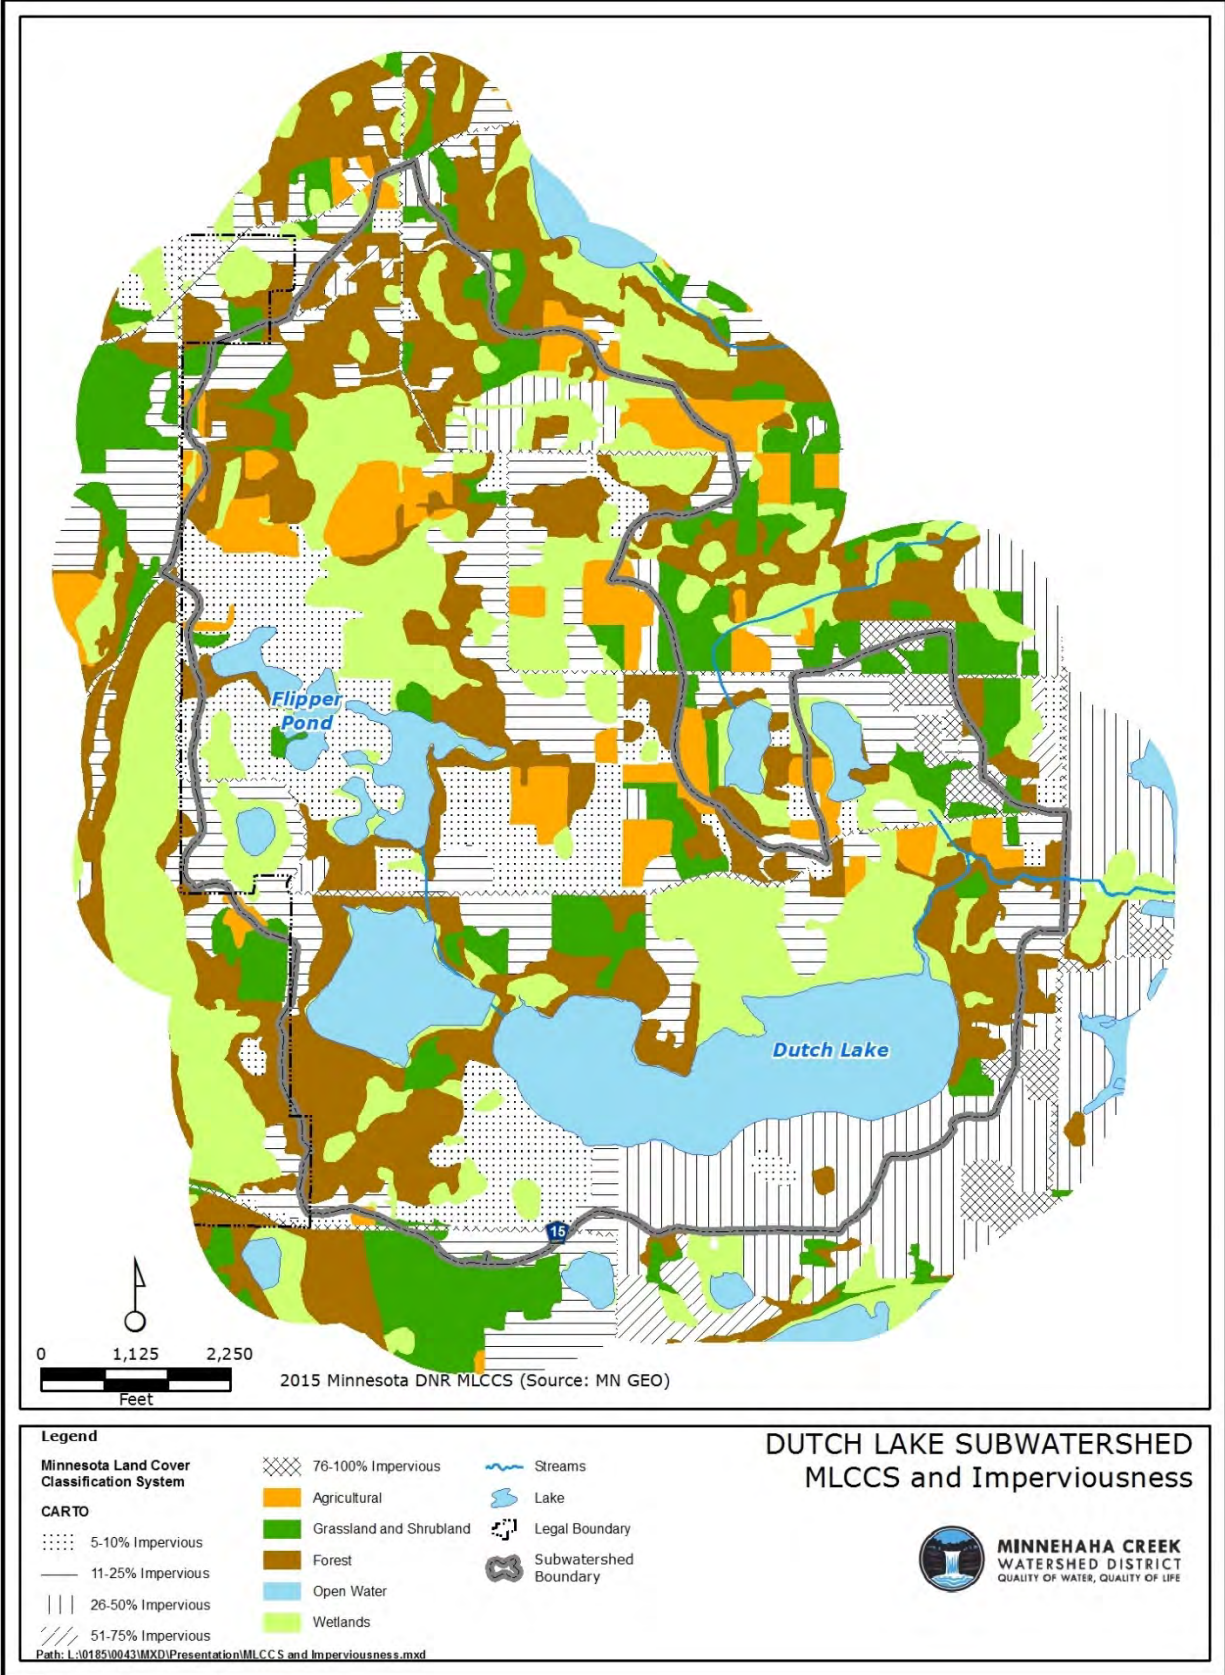 Flipper
Pond
Dutch Lake
15
0 1,125 2,250
Feet
2015 Minnesota DNR MLCCS (Source: MN GEO)
Legend
Minnesota Land Cover
Classification System
CARTO
5-10% Impervious
11-25% Impervious
26-50% Impervious
51-75% Impervious
76-100% Impervious
Agricultural
Grassland and Shrubland
Forest
Open Water
Wetlands
Streams
Lake
Legal Boundary
Subwatershed
Boundary
DUTCH LAKE SUBWATERSHED
MLCCS and Imperviousness
MINNEHAHA CREEK
WATERSHED DISTRICT
QUALITY OF WATER, QUALITY OF LIFE
Path: L:\0185\0043\MXD\Presentation\MLCCS and Imperviousness.mxd